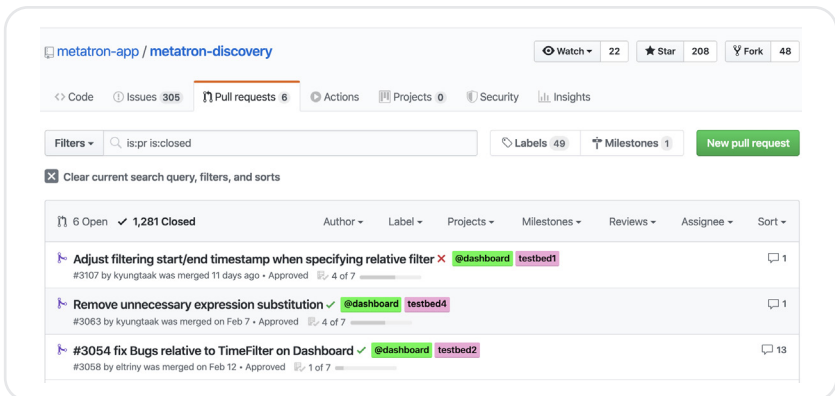 metatron-app / metatron-discovery Watch 22 Star 208 Fork 48
<> Code Issues 305 Pull requests 6 Actions Projects 0 Security Insights
Filters is:pr is:closed Labels 49 Milestones 1 New pull request
Clear current search query, filters, and sorts
6 Open ✓ 1,281 Closed Author Label Projects Milestones Reviews Assignee Sort
Adjust filtering start/end timestamp when specifying relative filter × @dashboard testbed1 1
#3107 by kyungtaak was merged 11 days ago • Approved 4 of 7
Remove unnecessary expression substitution ✓ @dashboard testbed4 1
#3063 by kyungtaak was merged on Feb 7 • Approved 4 of 7
#3054 fix Bugs relative to TimeFilter on Dashboard ✓ @dashboard testbed2 13
#3058 by eltriny was merged on Feb 12 • Approved 1 of 7